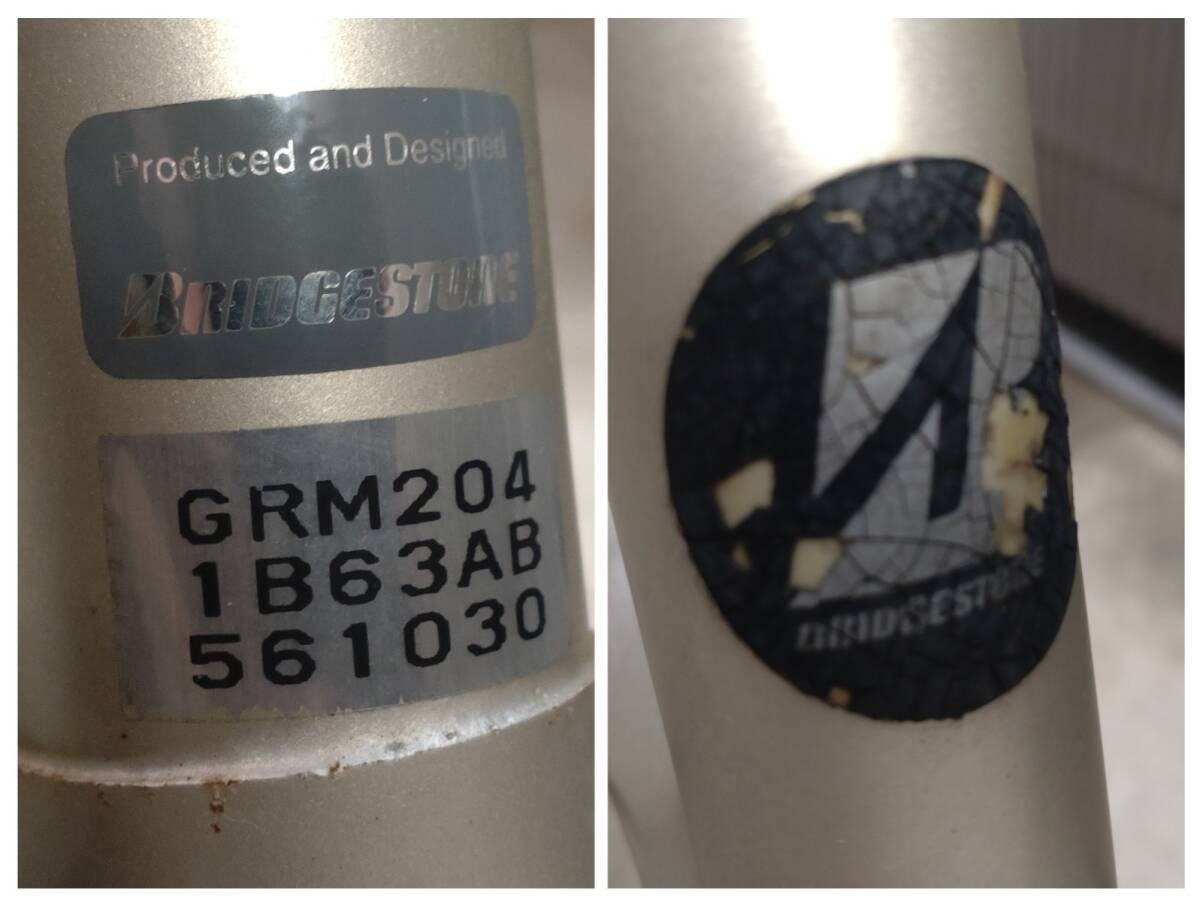 Produced and Designed
BRIDGESTONE
GRM204
1B63AB
561030
BRIDGESTONE